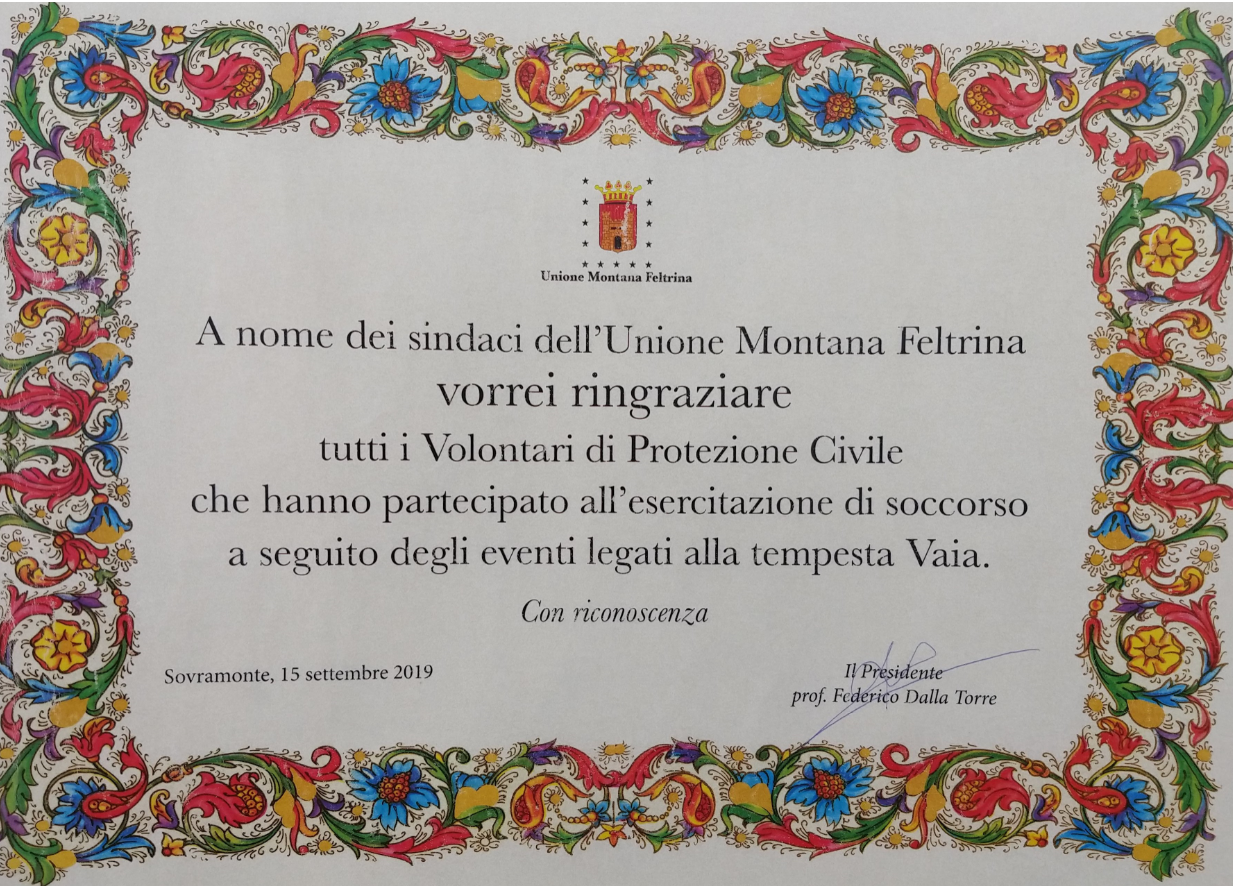 Unione Montana Feltrina
A nome dei sindaci dell'Unione Montana Feltrina
vorrei ringraziare
tutti i Volontari di Protezione Civile
che hanno partecipato all'esercitazione di soccorso
a seguito degli eventi legati alla tempesta Vaia.
Con riconoscenza
Sovramonte, 15 settembre 2019
Il Presidente
prof. Federico Dalla Torre